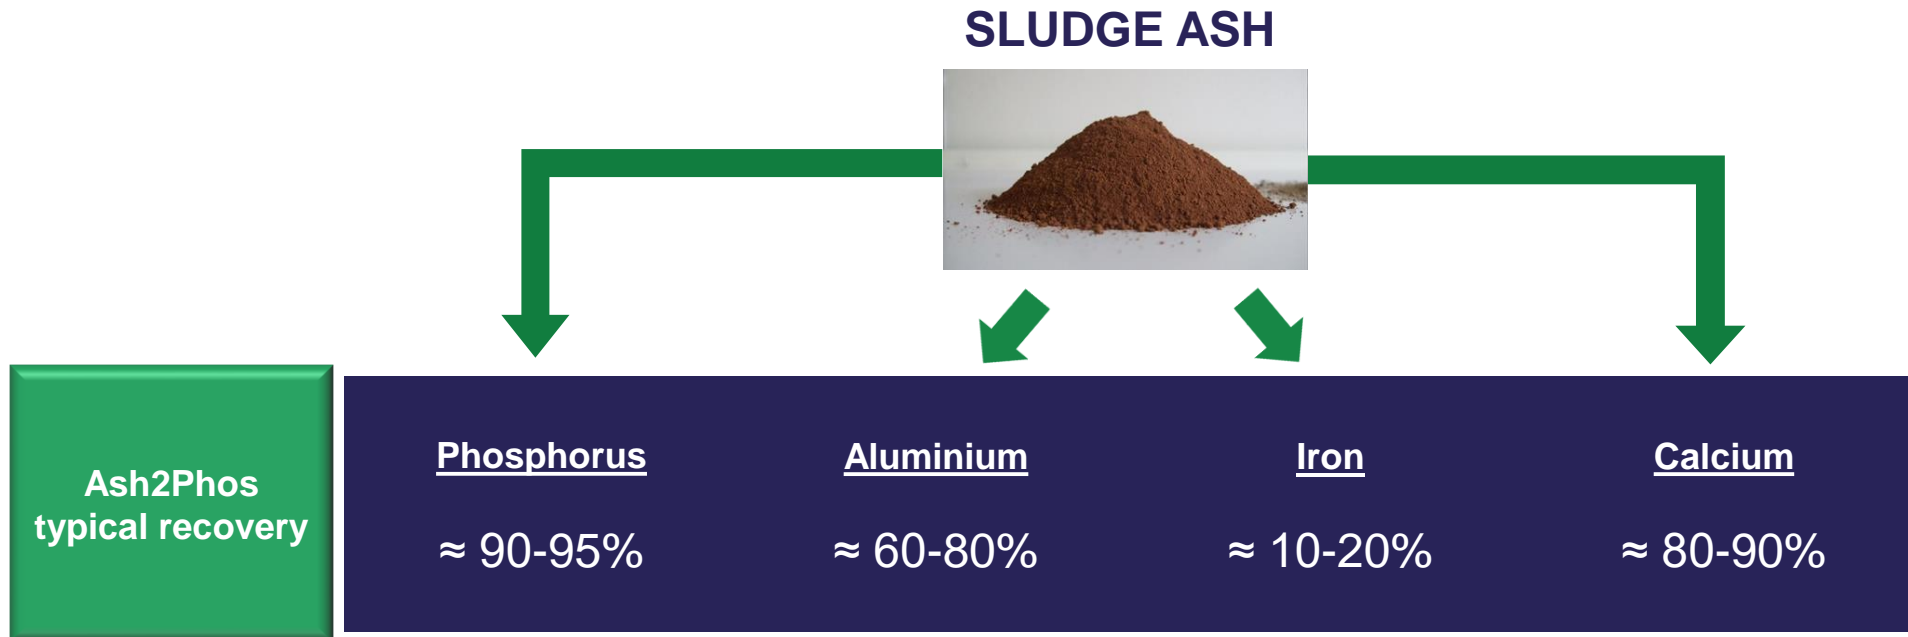 SLUDGE ASH
Ash2Phos
typical recovery
Phosphorus
≈ 90-95%
Aluminium
≈ 60-80%
Iron
≈ 10-20%
Calcium
≈ 80-90%